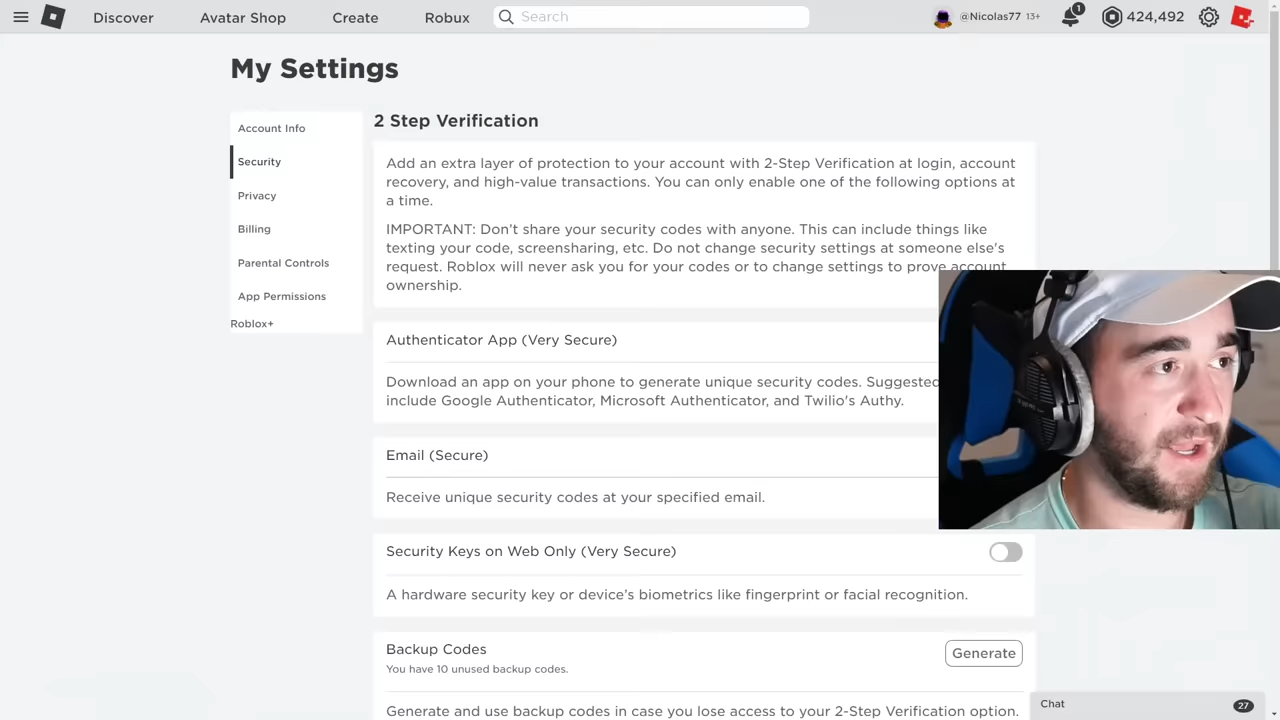 Discover Avatar Shop Create Robux Search @Nicolas77 13+ 1 424,492
My Settings
Account Info
Security
Privacy
Billing
Parental Controls
App Permissions
Roblox+
2 Step Verification
Add an extra layer of protection to your account with 2-Step Verification at login, account
recovery, and high-value transactions. You can only enable one of the following options at
a time.
IMPORTANT: Don't share your security codes with anyone. This can include things like
texting your code, screensharing, etc. Do not change security settings at someone else's
request. Roblox will never ask you for your codes or to change settings to prove account
ownership.
Authenticator App (Very Secure)
Download an app on your phone to generate unique security codes. Suggested
include Google Authenticator, Microsoft Authenticator, and Twilio's Authy.
Email (Secure)
Receive unique security codes at your specified email.
Security Keys on Web Only (Very Secure)
A hardware security key or device's biometrics like fingerprint or facial recognition.
Backup Codes
You have 10 unused backup codes.
Generate
Generate and use backup codes in case you lose access to your 2-Step Verification option.
Chat 27